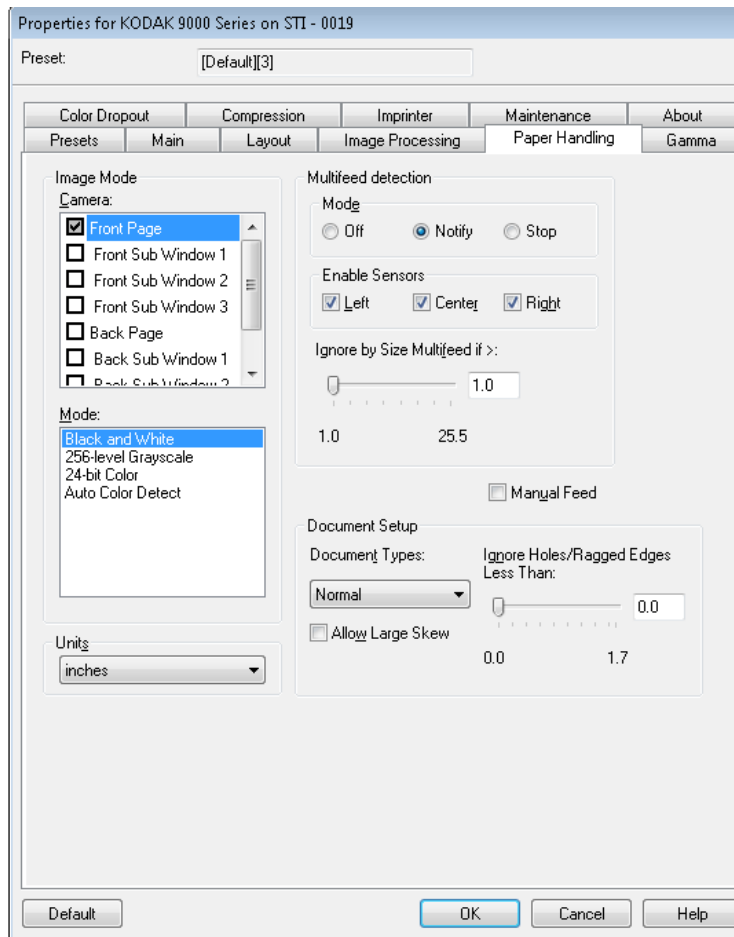 Properties for KODAK 9000 Series on STI - 0019
Preset: [Default][3]
Color Dropout Compression Imprinter Maintenance About
Presets Main Layout Image Processing Paper Handling Gamma
Image Mode
Camera:
Front Page
Front Sub Window 1
Front Sub Window 2
Front Sub Window 3
Back Page
Back Sub Window 1
Back Sub Window 2
Mode:
Black and White
256-level Grayscale
24-bit Color
Auto Color Detect
Units
inches
Multifeed detection
Mode
Off Notify Stop
Enable Sensors
Left Center Right
Ignore by Size Multifeed if >:
1.0
1.0 25.5
Manual Feed
Document Setup
Document Types:
Normal
Allow Large Skew
Ignore Holes/Ragged Edges
Less Than:
0.0
0.0 1.7
Default OK Cancel Help